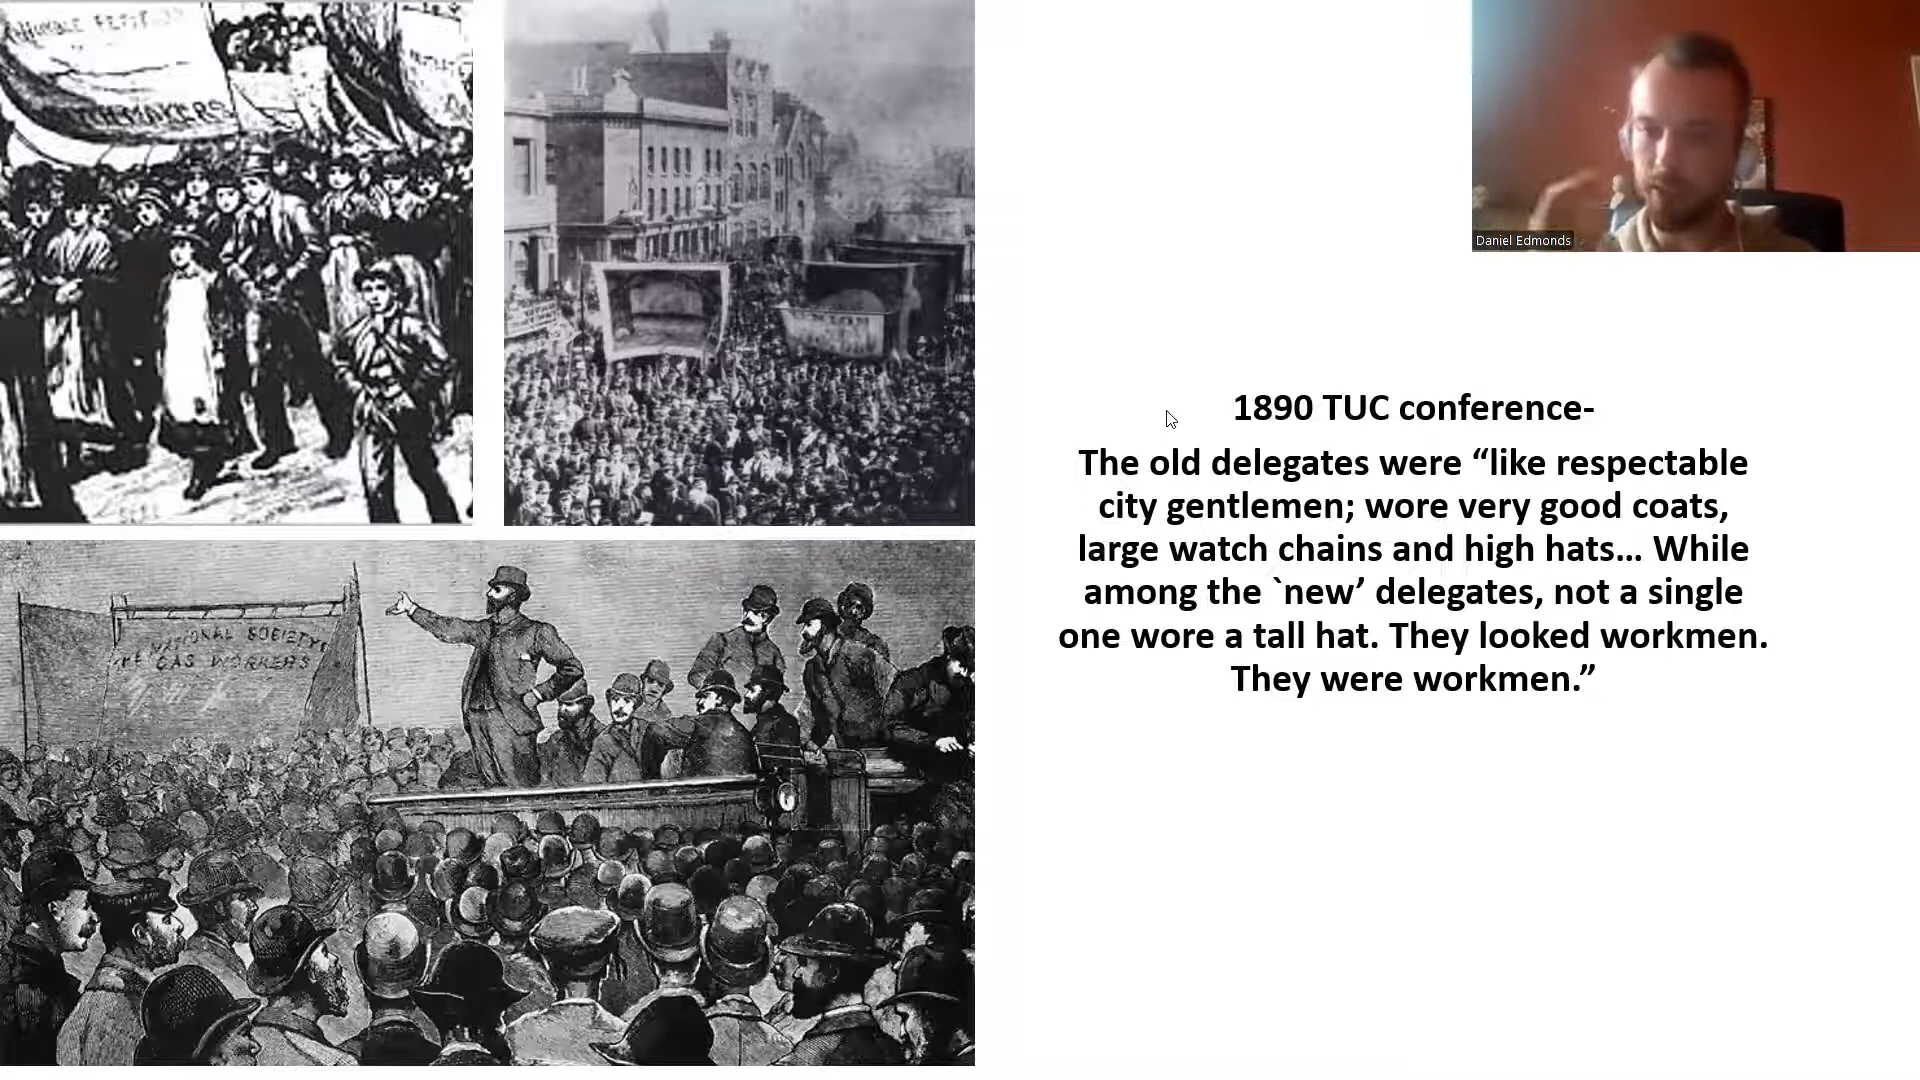 MATCHMAKERS
NATIONAL SOCIETY
GAS WORKERS
Daniel Edmonds
1890 TUC conference-
The old delegates were “like respectable
city gentlemen; wore very good coats,
large watch chains and high hats... While
among the `new’ delegates, not a single
one wore a tall hat. They looked workmen.
They were workmen.”